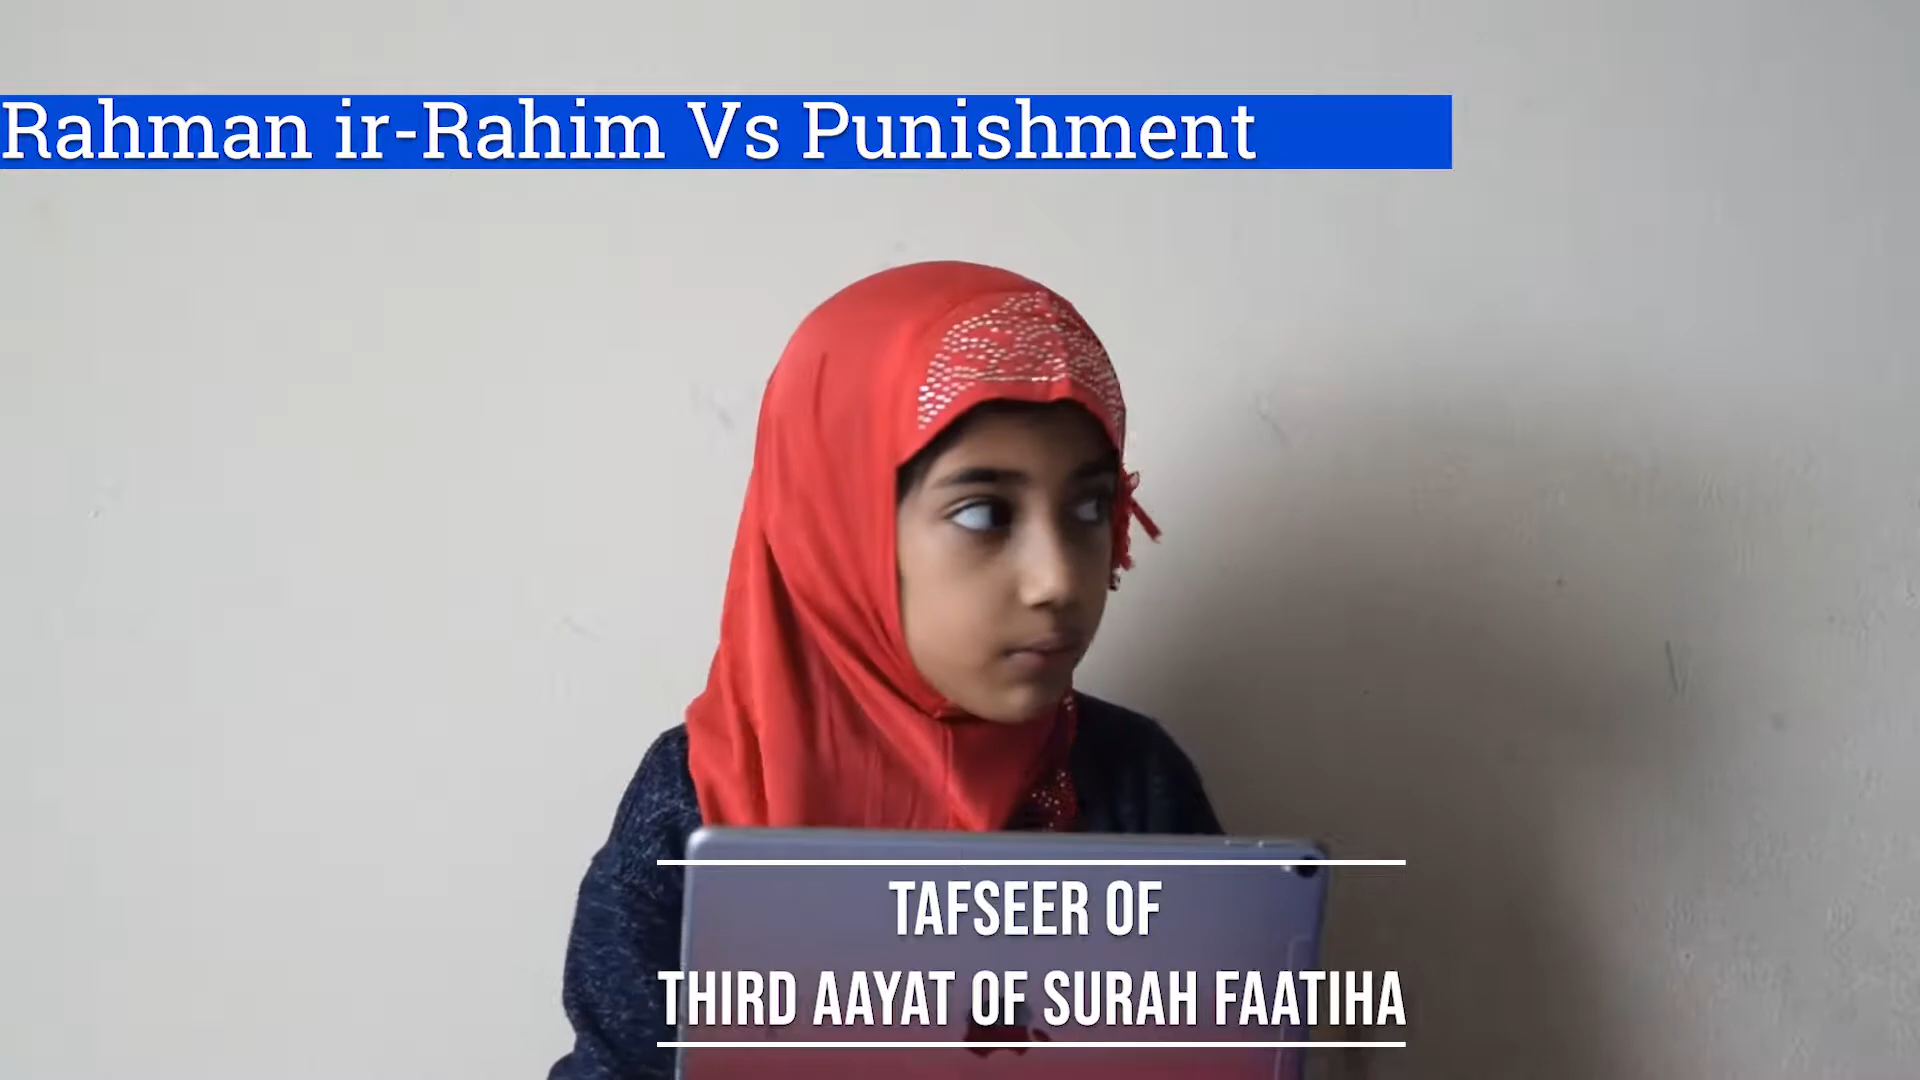 Rahman ir-Rahim Vs Punishment
TAFSEER OF
THIRD AAYAT OF SURAH FAATIHA